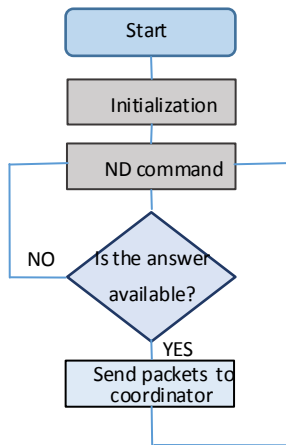 Start
Initialization
ND command
Is the answer
available?
NO
YES
Send packets to
coordinator